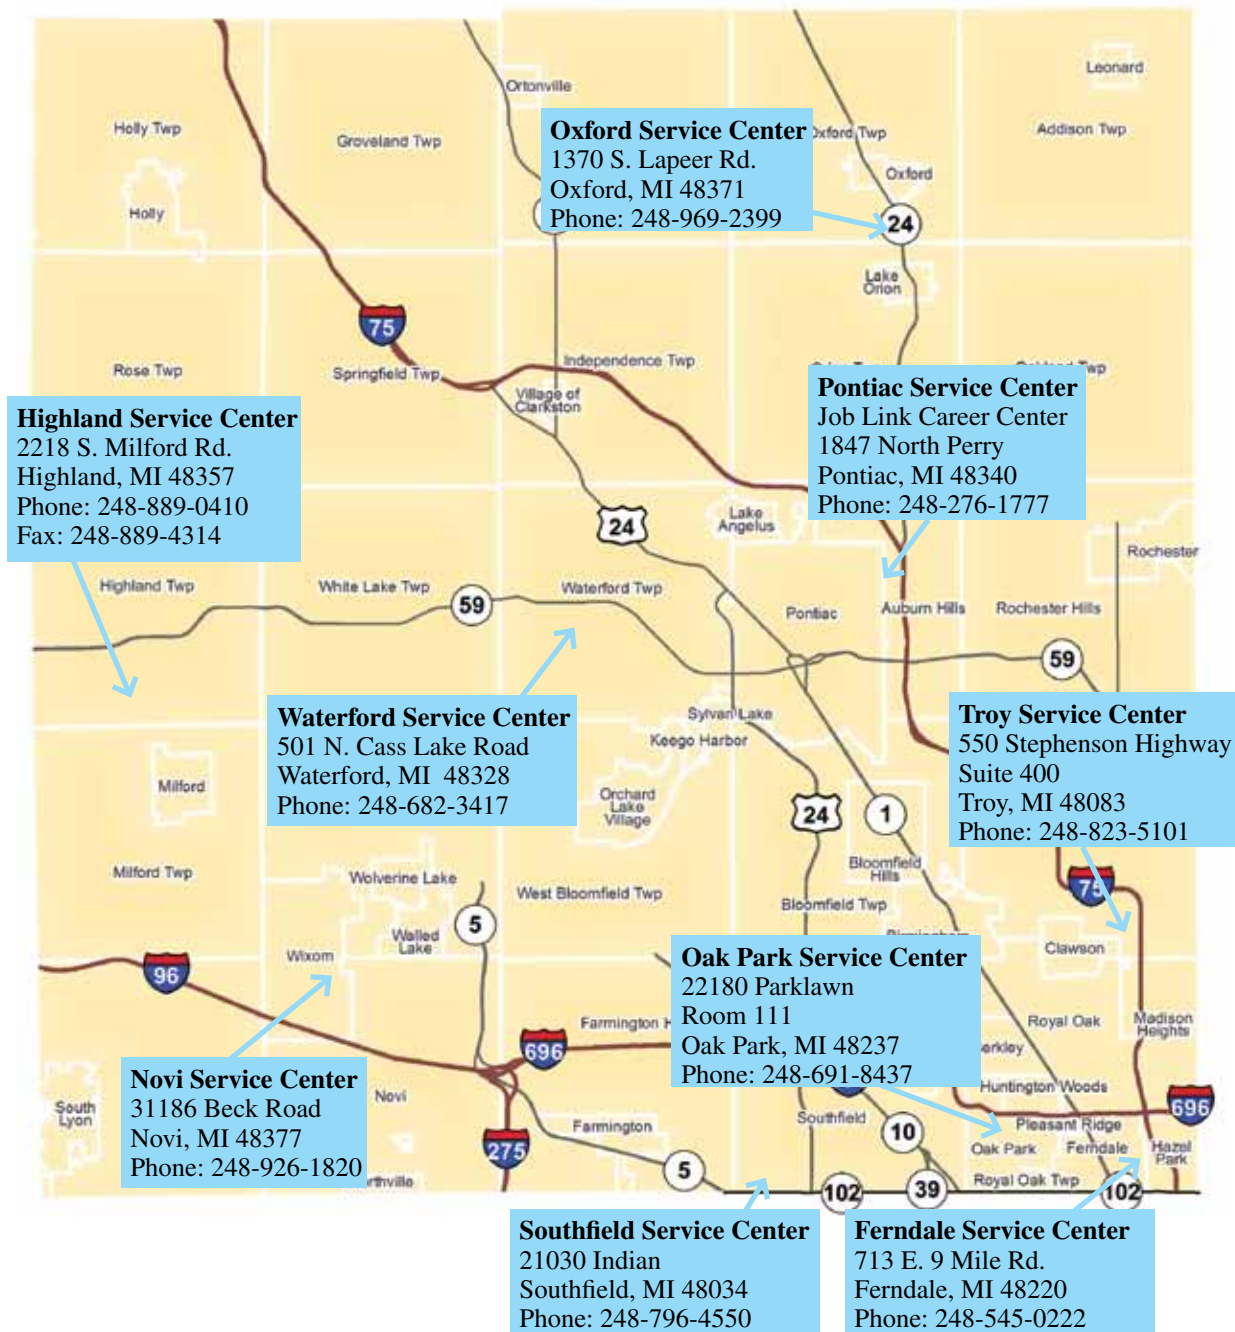 Leonard
Ortonville
Holly Twp
Groveland Twp
Oxford Twp
Addison Twp
Oxford Service Center
1370 S. Lapeer Rd.
Oxford, MI 48371
Phone: 248-969-2399
Oxford
Holly
24
Lake
Orion
75
Rose Twp
Springfield Twp
Independence Twp
Village of
Clarkston
Highland Service Center
2218 S. Milford Rd.
Highland, MI 48357
Phone: 248-889-0410
Fax: 248-889-4314
Pontiac Service Center
Job Link Career Center
1847 North Perry
Pontiac, MI 48340
Phone: 248-276-1777
24
Lake
Angelus
Rochester
Highland Twp
White Lake Twp
59
Waterford Twp
Pontiac
Auburn Hills
Rochester Hills
59
Waterford Service Center
501 N. Cass Lake Road
Waterford, MI  48328
Phone: 248-682-3417
Sylvan Lake
Keego Harbor
Troy Service Center
550 Stephenson Highway
Suite 400
Troy, MI 48083
Phone: 248-823-5101
Milford
Orchard
Lake
Village
24
1
Milford Twp
Wolverine Lake
West Bloomfield Twp
Bloomfield
Hills
Bloomfield Twp
75
5
Walled
Lake
Wixom
96
Clawson
Oak Park Service Center
22180 Parklawn
Room 111
Oak Park, MI 48237
Phone: 248-691-8437
Farmington H
696
Royal Oak
Madison
Heights
erkley
Huntington Woods
Novi Service Center
31186 Beck Road
Novi, MI 48377
Phone: 248-926-1820
South
Lyon
Novi
Farmington
Southfield
10
Pleasant Ridge
696
Oak Park
Ferndale
Hazel
Park
275
5
rthville
102
39
Royal Oak Twp
102
Southfield Service Center
21030 Indian
Southfield, MI 48034
Phone: 248-796-4550
Ferndale Service Center
713 E. 9 Mile Rd.
Ferndale, MI 48220
Phone: 248-545-0222